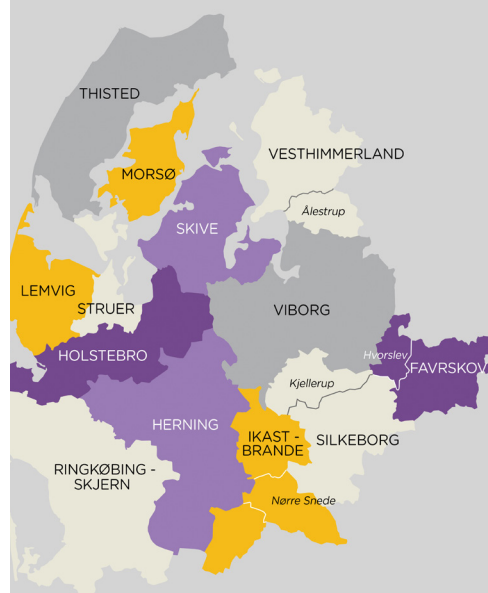 THISTED
VESTHIMMERLAND
MORSØ
Ålestrup
SKIVE
LEMVIG
STRUER
VIBORG
HOLSTEBRO
Hvorslev
FAVRSKOV
Kjellerup
HERNING
IKAST -
BRANDE
SILKEBORG
RINGKØBING -
SKJERN
Nørre Snede